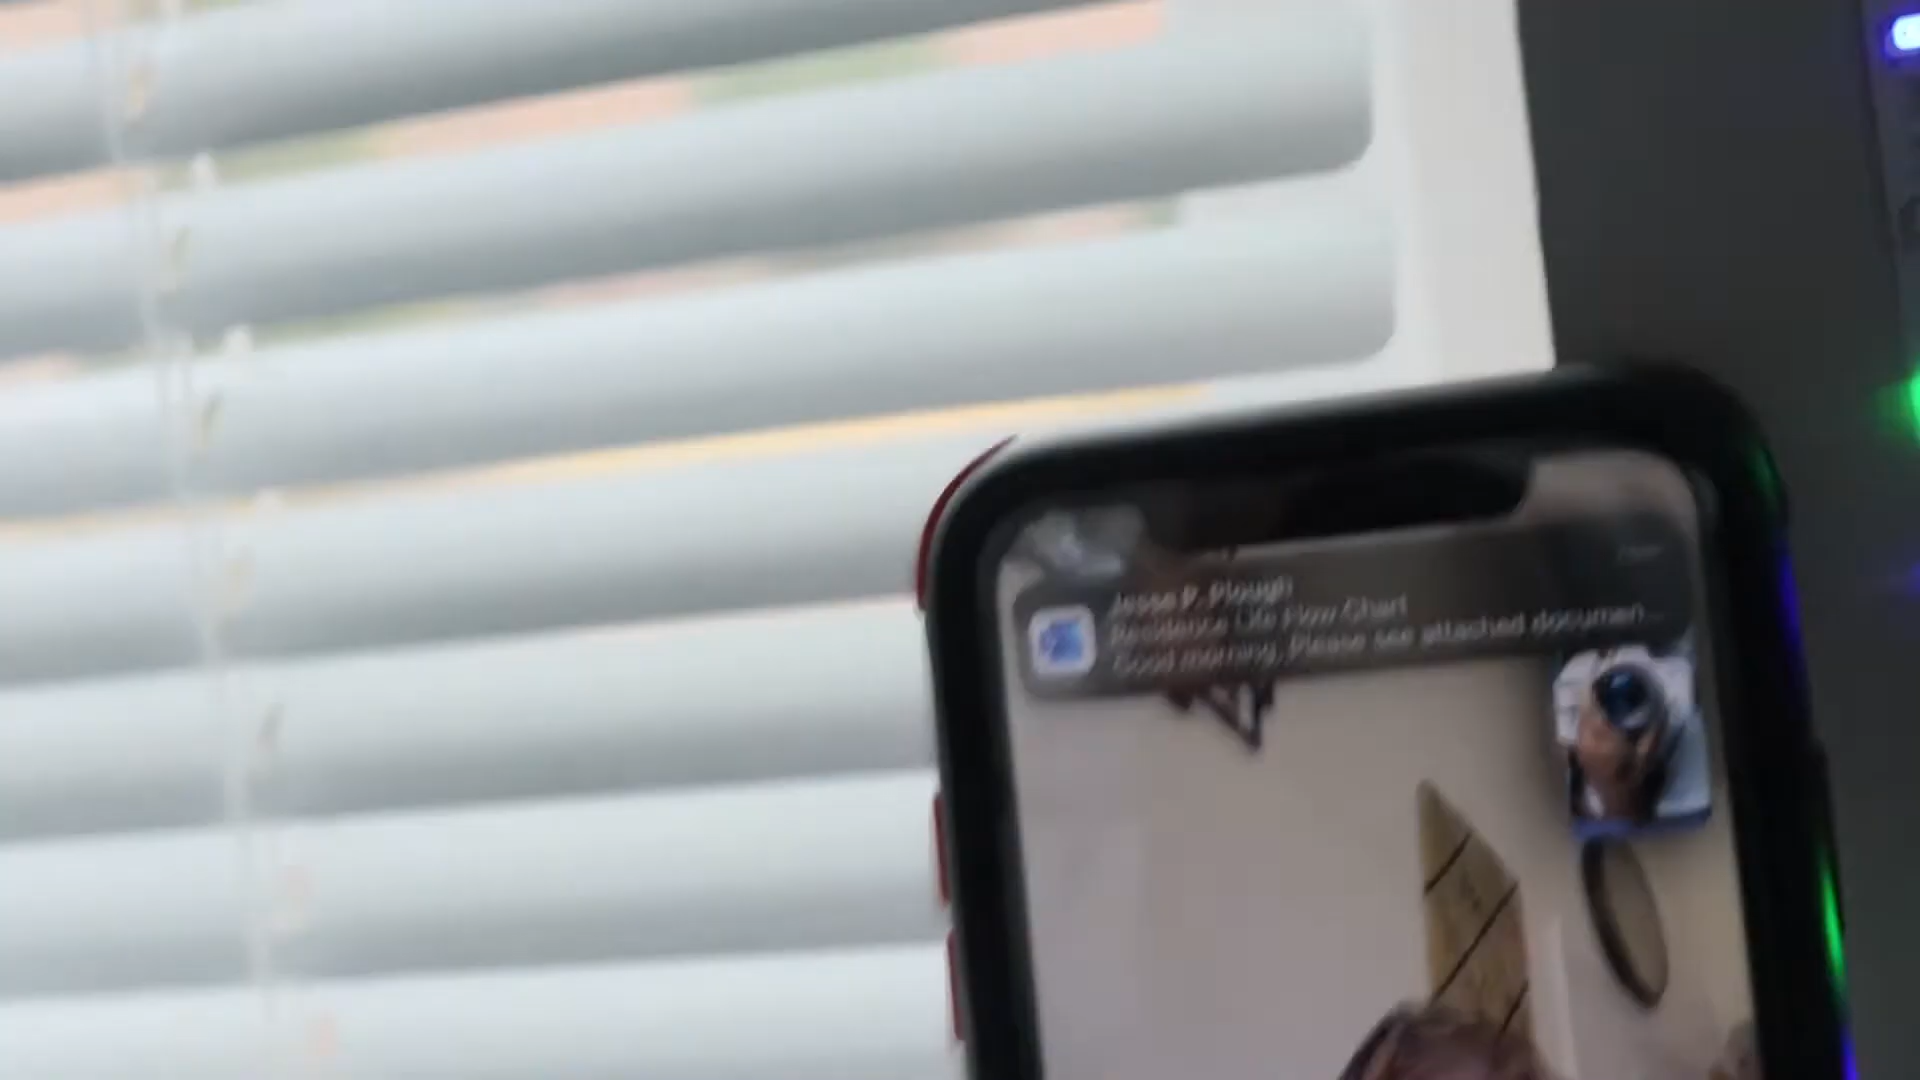 Jesse P. Plough
Residence Life Flow Chart
Good morning, Please see attached documen...